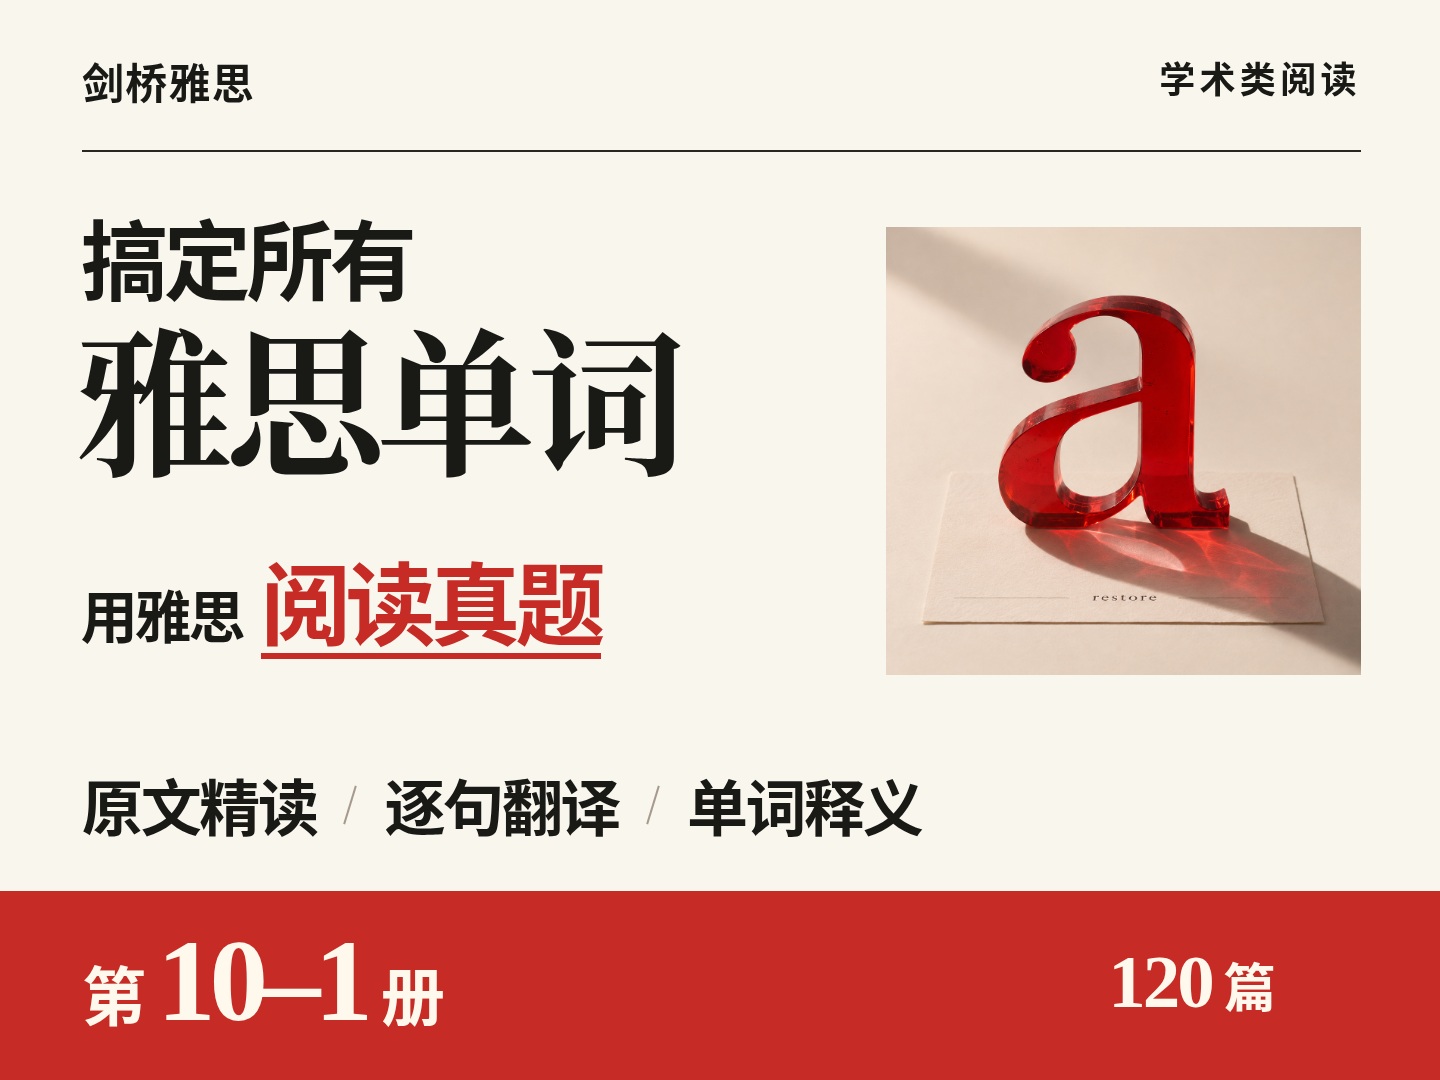 剑桥雅思
学术类阅读
搞定所有
雅思单词
用雅思 阅读真题
a
restore
原文精读 / 逐句翻译 / 单词释义
第 10–1 册
120 篇